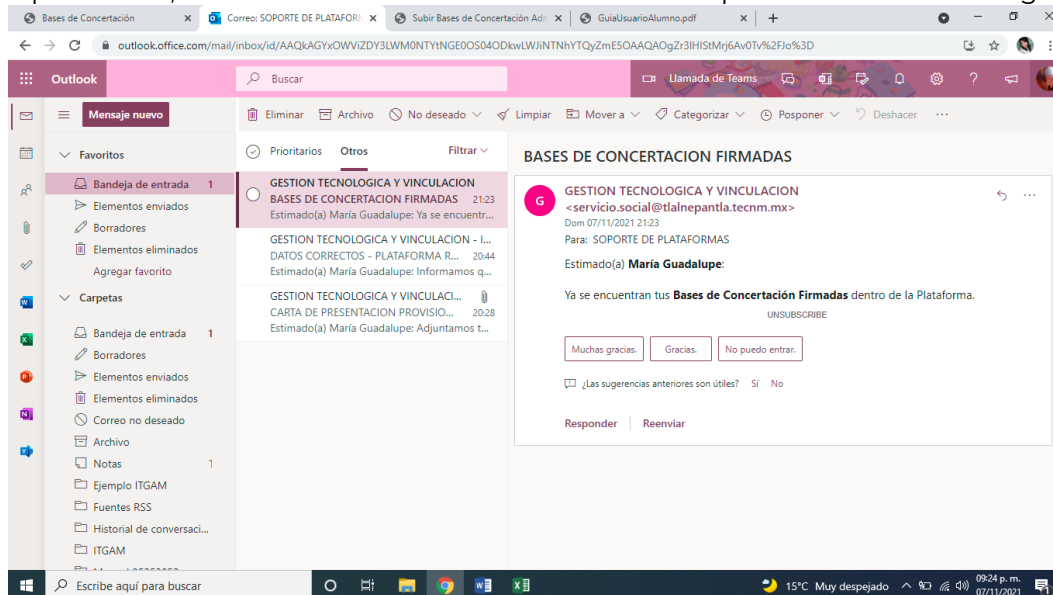 Bases de Concertación
Correo: SOPORTE DE PLATAFORM
Subir Bases de Concertación Adm
GuiaUsuarioAlumno.pdf
outlook.office.com/mail/inbox/id/AAQkAGYxOWViZDY3LWM0NTYtNGE0OS04ODkwLWJiNTNhYTQyZmE5OAAQAOgZr3IHIStMrj6Av0Tv%2FJo%3D
Outlook
Buscar
Llamada de Teams
Mensaje nuevo
Eliminar Archivo No deseado Limpiar Mover a Categorizar Posponer Deshacer ...
Favoritos
Bandeja de entrada 1
Elementos enviados
Borradores
Elementos eliminados
Agregar favorito
Carpetas
Bandeja de entrada 1
Borradores
Elementos enviados
Elementos eliminados
Correo no deseado
Archivo
Notas 1
Ejemplo ITGAM
Fuentes RSS
Historial de conversaci...
ITGAM
Prioritarios Otros Filtrar
GESTION TECNOLOGICA Y VINCULACION
BASES DE CONCERTACION FIRMADAS 21:23
Estimado(a) María Guadalupe: Ya se encuentr...
GESTION TECNOLOGICA Y VINCULACION - I...
DATOS CORRECTOS - PLATAFORMA R... 20:44
Estimado(a) María Guadalupe: Informamos q...
GESTION TECNOLOGICA Y VINCULACI...
CARTA DE PRESENTACION PROVISIO... 20:28
Estimado(a) María Guadalupe: Adjuntamos t...
BASES DE CONCERTACION FIRMADAS
G
GESTION TECNOLOGICA Y VINCULACION
<servicio.social@tlalnepantla.tecnm.mx>
Dom 07/11/2021 21:23
Para: SOPORTE DE PLATAFORMAS
Estimado(a) María Guadalupe:
Ya se encuentran tus Bases de Concertación Firmadas dentro de la Plataforma.
UNSUBSCRIBE
Muchas gracias. Gracias. No puedo entrar.
¿Las sugerencias anteriores son útiles? Sí No
Responder Reenviar
Escribe aquí para buscar
15°C Muy despejado
09:24 p. m.
07/11/2021